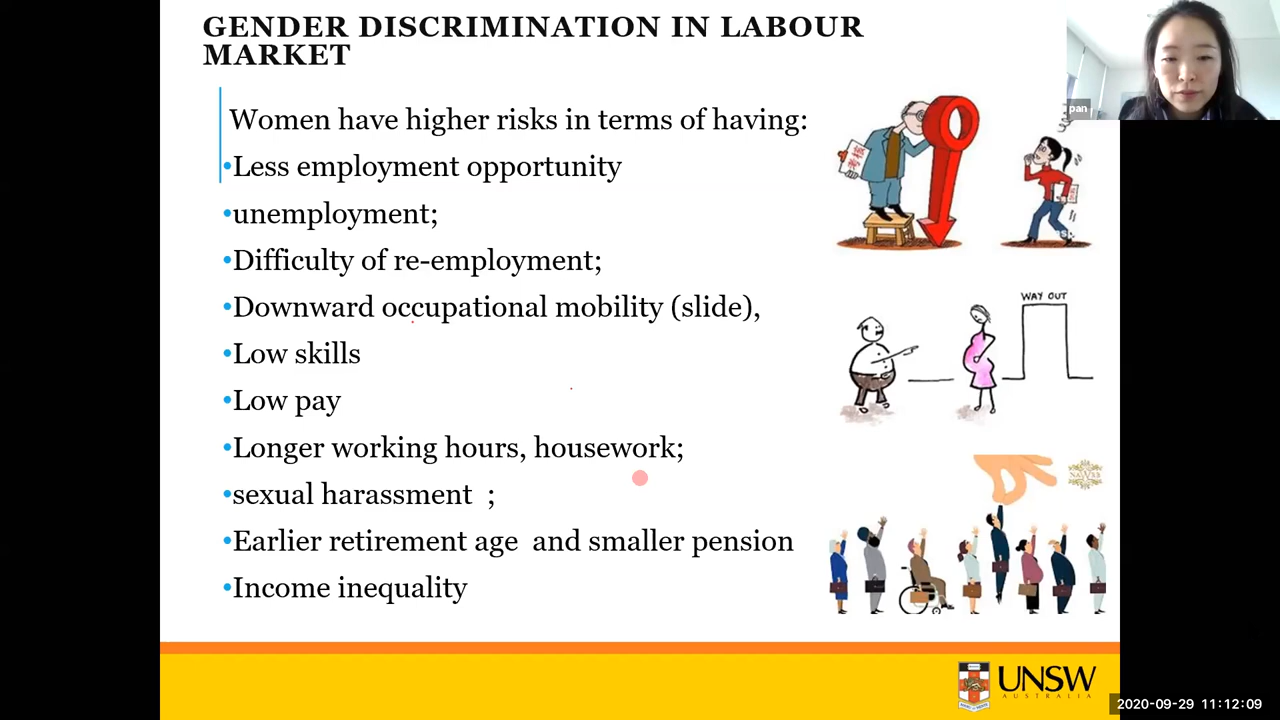 GENDER DISCRIMINATION IN LABOUR
MARKET
pan
Women have higher risks in terms of having:
•Less employment opportunity
•unemployment;
•Difficulty of re-employment;
•Downward occupational mobility (slide),
•Low skills
•Low pay
•Longer working hours, housework;
•sexual harassment  ;
•Earlier retirement age  and smaller pension
•Income inequality
WAY OUT
UNSW
AUSTRALIA
2020-09-29 11:12:09